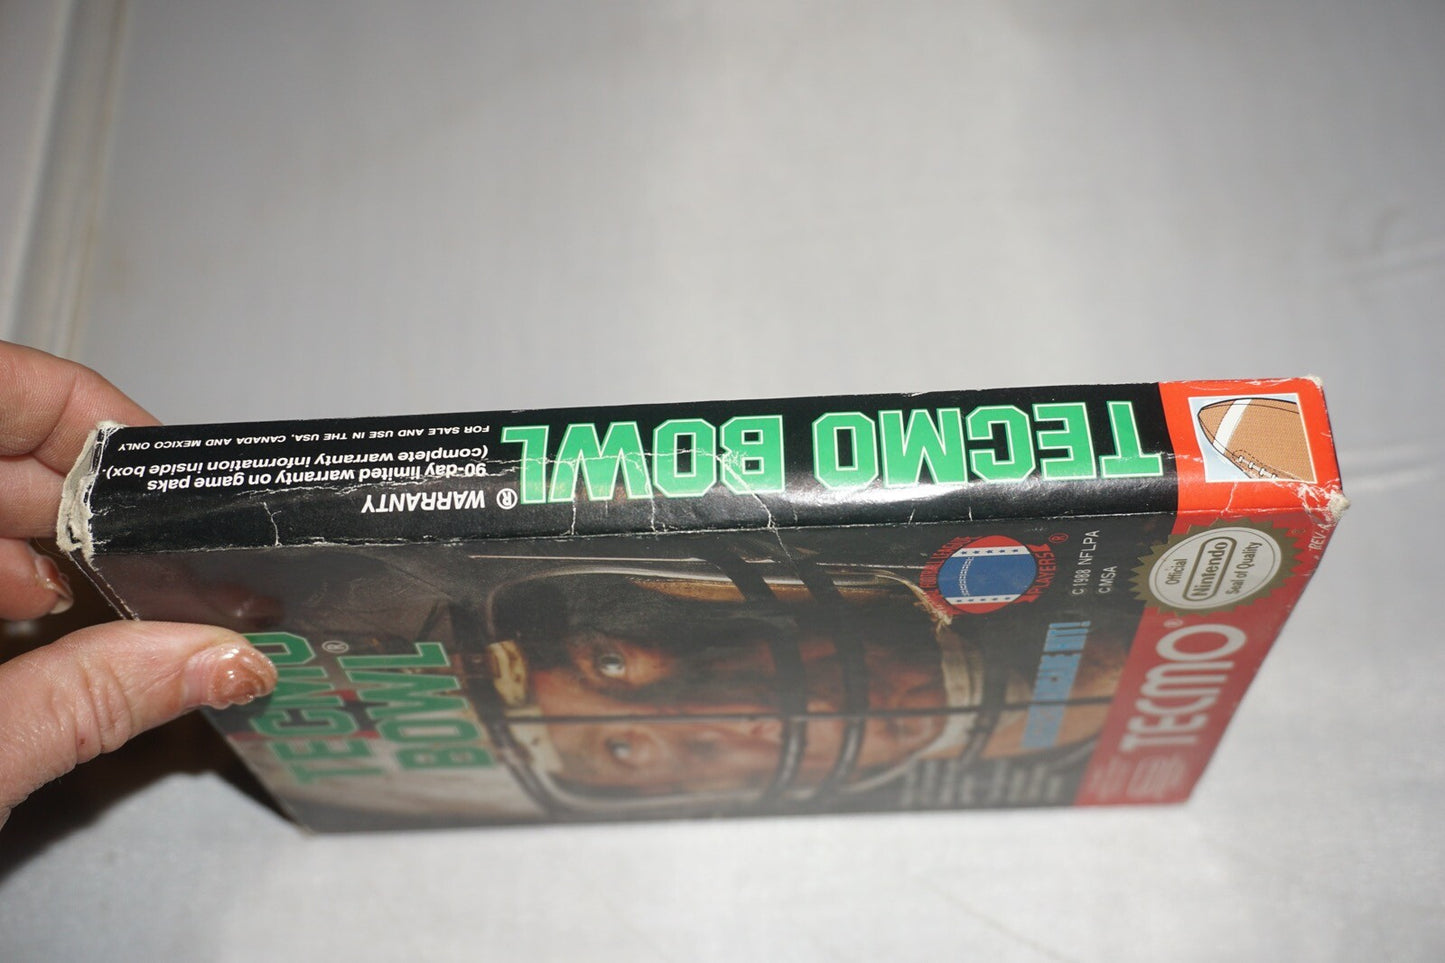 TECMO BOWL®
WARRANTY
90-day limited warranty on game paks
(complete warranty information inside box).
FOR SALE AND USE IN THE USA, CANADA AND MEXICO ONLY
TECMO®
BOWL
LEAGUE
PLAYERS
®
©1988 NFLPA
CMSA
Official
Nintendo
Seal of Quality
REV-A
TECMO®